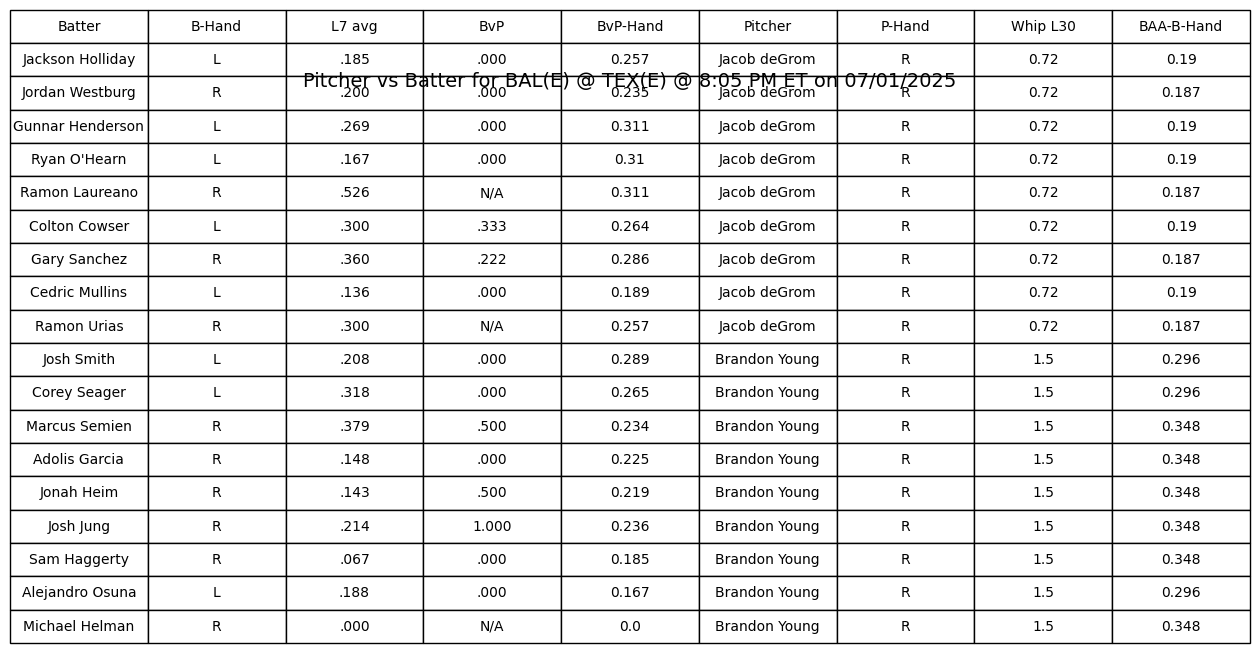 Batter B-Hand L7 avg BvP BvP-Hand Pitcher P-Hand Whip L30 BAA-B-Hand
Jackson Holliday L .185 .000 0.257 Jacob deGrom R 0.72 0.19
Pitcher vs Batter for BAL(E) @ TEX(E) @ 8:05 PM ET on 07/01/2025
Jordan Westburg R .200 .000 0.235 Jacob deGrom R 0.72 0.187
Gunnar Henderson L .269 .000 0.311 Jacob deGrom R 0.72 0.19
Ryan O'Hearn L .167 .000 0.31 Jacob deGrom R 0.72 0.19
Ramon Laureano R .526 N/A 0.311 Jacob deGrom R 0.72 0.187
Colton Cowser L .300 .333 0.264 Jacob deGrom R 0.72 0.19
Gary Sanchez R .360 .222 0.286 Jacob deGrom R 0.72 0.187
Cedric Mullins L .136 .000 0.189 Jacob deGrom R 0.72 0.19
Ramon Urias R .300 N/A 0.257 Jacob deGrom R 0.72 0.187
Josh Smith L .208 .000 0.289 Brandon Young R 1.5 0.296
Corey Seager L .318 .000 0.265 Brandon Young R 1.5 0.296
Marcus Semien R .379 .500 0.234 Brandon Young R 1.5 0.348
Adolis Garcia R .148 .000 0.225 Brandon Young R 1.5 0.348
Jonah Heim R .143 .500 0.219 Brandon Young R 1.5 0.348
Josh Jung R .214 1.000 0.236 Brandon Young R 1.5 0.348
Sam Haggerty R .067 .000 0.185 Brandon Young R 1.5 0.348
Alejandro Osuna L .188 .000 0.167 Brandon Young R 1.5 0.296
Michael Helman R .000 N/A 0.0 Brandon Young R 1.5 0.348